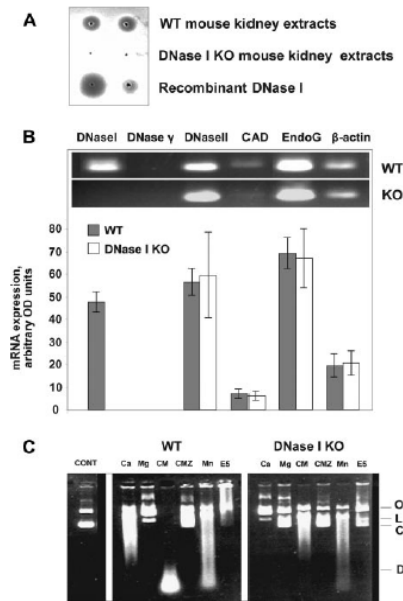 A
WT mouse kidney extracts
DNase I KO mouse kidney extracts
Recombinant DNase I
B
DNaseI DNase γ DNaseII CAD EndoG β-actin
WT
KO
80
70
60
50
40
30
20
10
0
mRNA expression,
arbitrary OD units
WT
DNase I KO
C
WT DNase I KO
CONT Ca Mg CM CMZ Mn E5 Ca Mg CM CMZ Mn E5
O
L
C
D